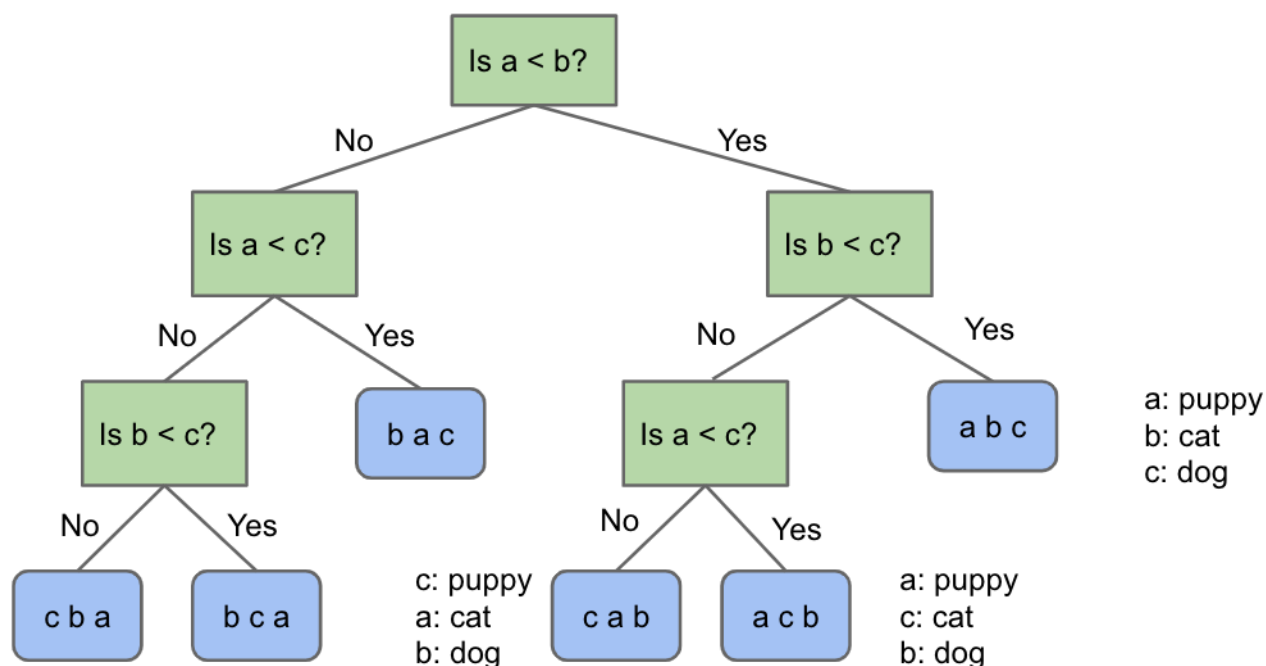 Is a < b?
No
Yes
Is a < c?
Is b < c?
No
Yes
No
Yes
Is b < c?
b a c
Is a < c?
a b c
a: puppy
b: cat
c: dog
No
Yes
No
Yes
c b a
b c a
c: puppy
a: cat
b: dog
c a b
a c b
a: puppy
c: cat
b: dog